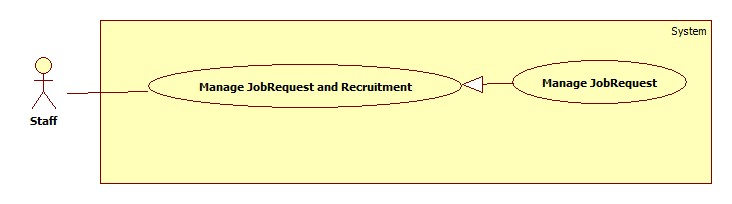 System
Manage JobRequest and Recruitment
Manage JobRequest
Staff